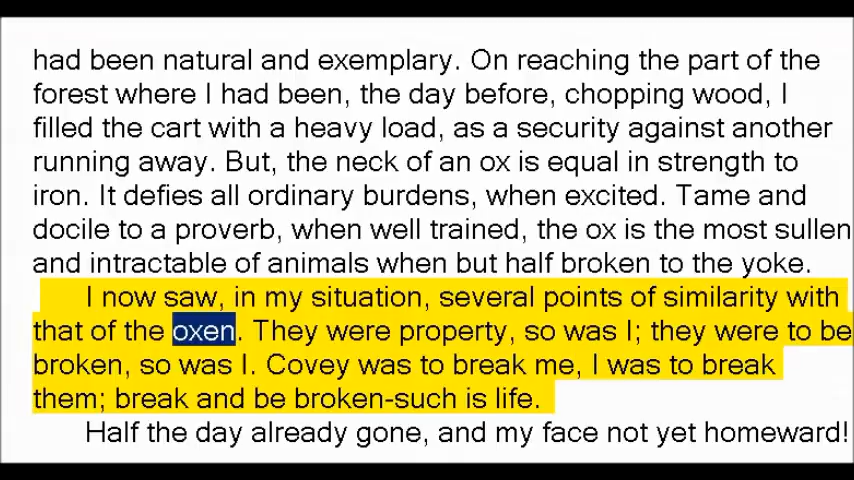 had been natural and exemplary. On reaching the part of the
forest where I had been, the day before, chopping wood, I
filled the cart with a heavy load, as a security against another
running away. But, the neck of an ox is equal in strength to
iron. It defies all ordinary burdens, when excited. Tame and
docile to a proverb, when well trained, the ox is the most sullen
and intractable of animals when but half broken to the yoke.
I now saw, in my situation, several points of similarity with
that of the oxen. They were property, so was I; they were to be
broken, so was I. Covey was to break me, I was to break
them; break and be broken-such is life.
Half the day already gone, and my face not yet homeward!